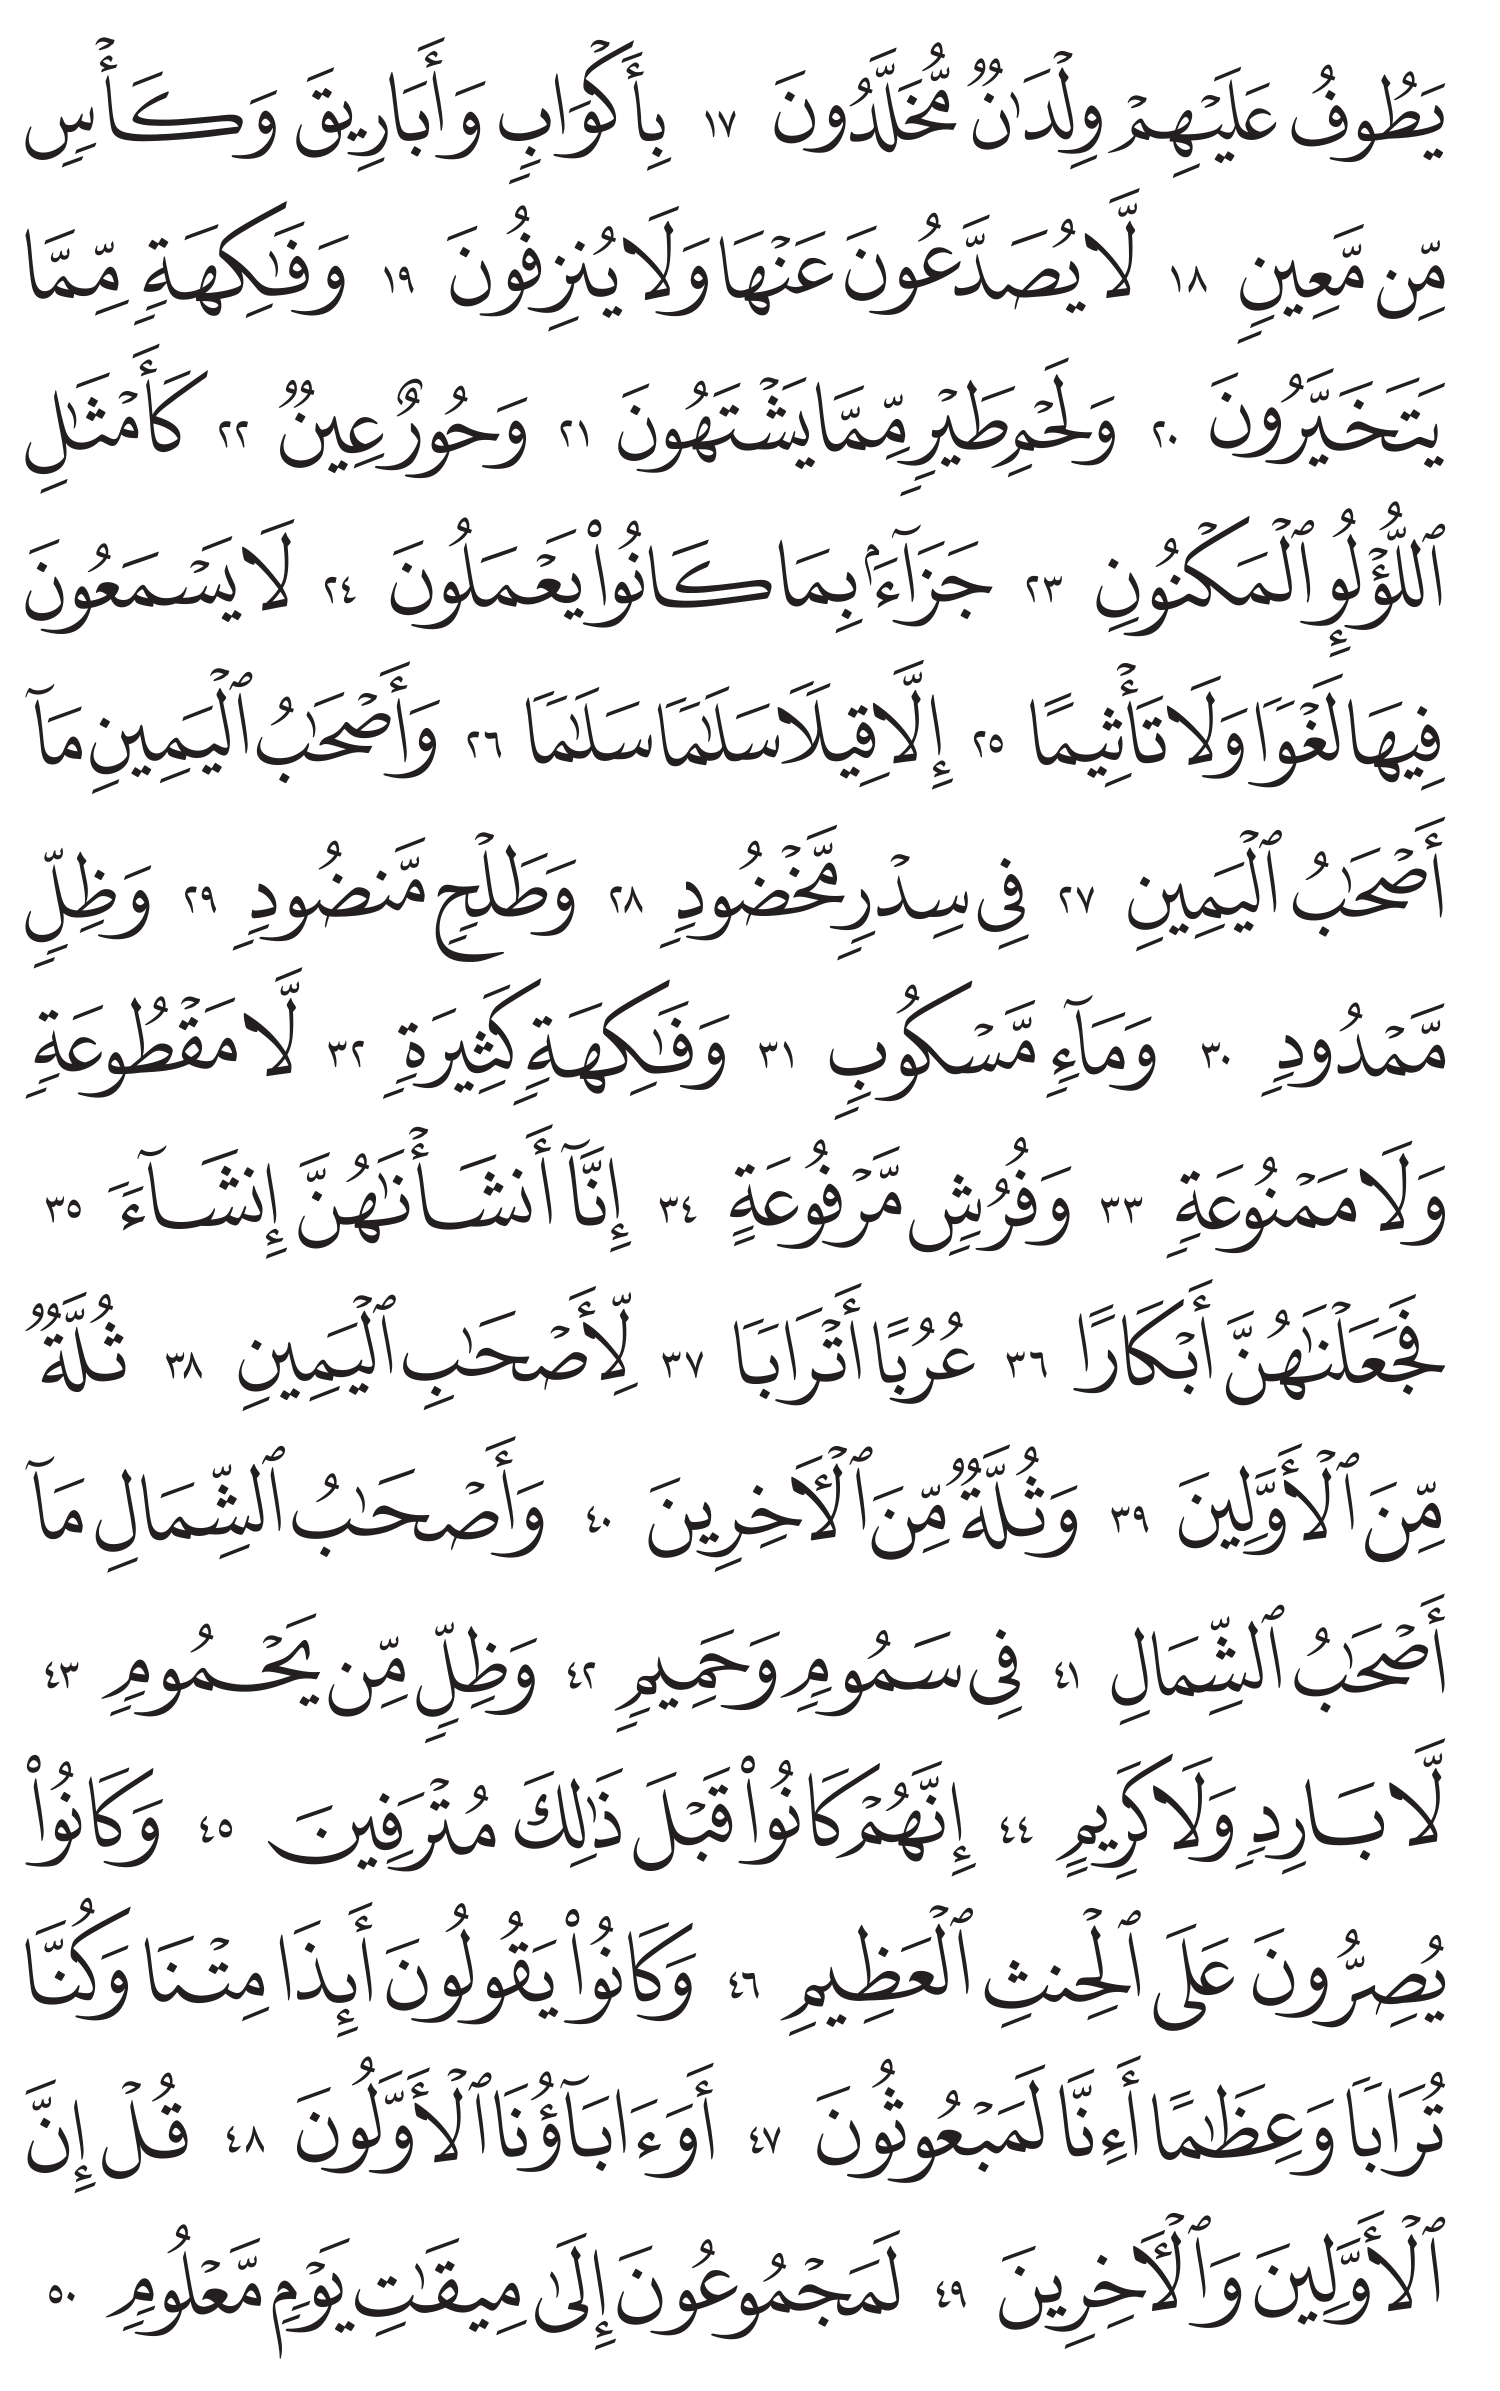 يَطُوفُ عَلَيْهِمْ وِلْدَٰنٌ مُّخَلَّدُونَ ١٧ بِأَكْوَابٍ وَأَبَارِيقَ وَكَأْسٍ
مِّن مَّعِينٍ ١٨ لَّا يُصَدَّعُونَ عَنْهَا وَلَا يُنزِفُونَ ١٩ وَفَٰكِهَةٍ مِّمَّا
يَتَخَيَّرُونَ ٢٠ وَلَحْمِ طَيْرٍ مِّمَّا يَشْتَهُونَ ٢١ وَحُورٌ عِينٌ ٢٢ كَأَمْثَٰلِ
ٱللُّؤْلُوِٕ ٱلْمَكْنُونِ ٢٣ جَزَآءًۢ بِمَا كَانُوا۟ يَعْمَلُونَ ٢٤ لَا يَسْمَعُونَ
فِيهَا لَغْوًا وَلَا تَأْثِيمًا ٢٥ إِلَّا قِيلًا سَلَٰمًا سَلَٰمًا ٢٦ وَأَصْحَٰبُ ٱلْيَمِينِ مَآ
أَصْحَٰبُ ٱلْيَمِينِ ٢٧ فِى سِدْرٍ مَّخْضُودٍ ٢٨ وَطَلْحٍ مَّنضُودٍ ٢٩ وَظِلٍّ
مَّمْدُودٍ ٣٠ وَمَآءٍ مَّسْكُوبٍ ٣١ وَفَٰكِهَةٍ كَثِيرَةٍ ٣٢ لَّا مَقْطُوعَةٍ
وَلَا مَمْنُوعَةٍ ٣٣ وَفُرُشٍ مَّرْفُوعَةٍ ٣٤ إِنَّآ أَنشَأْنَٰهُنَّ إِنشَآءً ٣٥
فَجَعَلْنَٰهُنَّ أَبْكَارًا ٣٦ عُرُبًا أَتْرَابًا ٣٧ لِّأَصْحَٰبِ ٱلْيَمِينِ ٣٨ ثُلَّةٌ
مِّنَ ٱلْأَوَّلِينَ ٣٩ وَثُلَّةٌ مِّنَ ٱلْءَاخِرِينَ ٤٠ وَأَصْحَٰبُ ٱلشِّمَالِ مَآ
أَصْحَٰبُ ٱلشِّمَالِ ٤١ فِى سَمُومٍ وَحَمِيمٍ ٤٢ وَظِلٍّ مِّن يَحْمُومٍ ٤٣
لَّا بَارِدٍ وَلَا كَرِيمٍ ٤٤ إِنَّهُمْ كَانُوا۟ قَبْلَ ذَٰلِكَ مُتْرَفِينَ ٤٥ وَكَانُوا۟
يُصِرُّونَ عَلَى ٱلْحِنثِ ٱلْعَظِيمِ ٤٦ وَكَانُوا۟ يَقُولُونَ أَئِذَا مِتْنَا وَكُنَّا
تُرَابًا وَعِظَٰمًا أَءِنَّا لَمَبْعُوثُونَ ٤٧ أَوَءَابَآؤُنَا ٱلْأَوَّلُونَ ٤٨ قُلْ إِنَّ
ٱلْأَوَّلِينَ وَٱلْءَاخِرِينَ ٤٩ لَمَجْمُوعُونَ إِلَىٰ مِيقَٰتِ يَوْمٍ مَّعْلُومٍ ٥٠